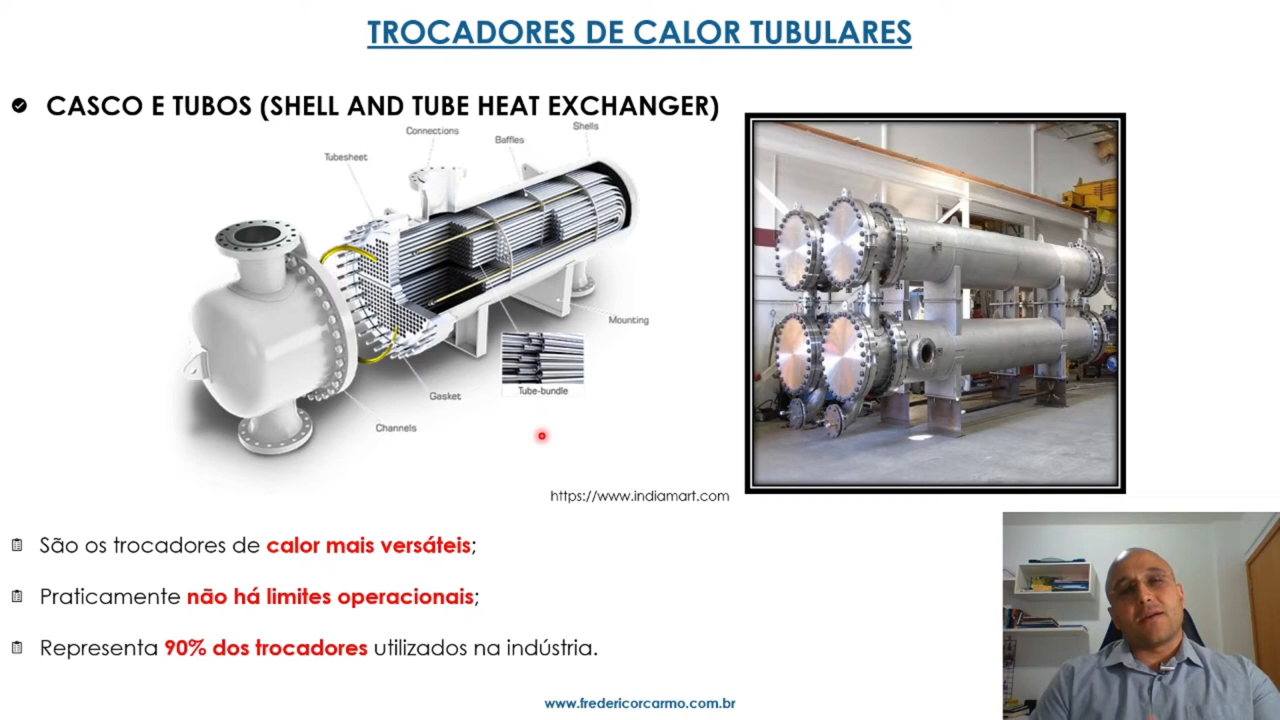 TROCADORES DE CALOR TUBULARES
CASCO E TUBOS (SHELL AND TUBE HEAT EXCHANGER)
Connections
Shells
Baffles
Tubesheet
Mounting
Tube-bundle
Gasket
Channels
https://www.indiamart.com
São os trocadores de calor mais versáteis;
Praticamente não há limites operacionais;
Representa 90% dos trocadores utilizados na indústria.
www.fredericorcarmo.com.br